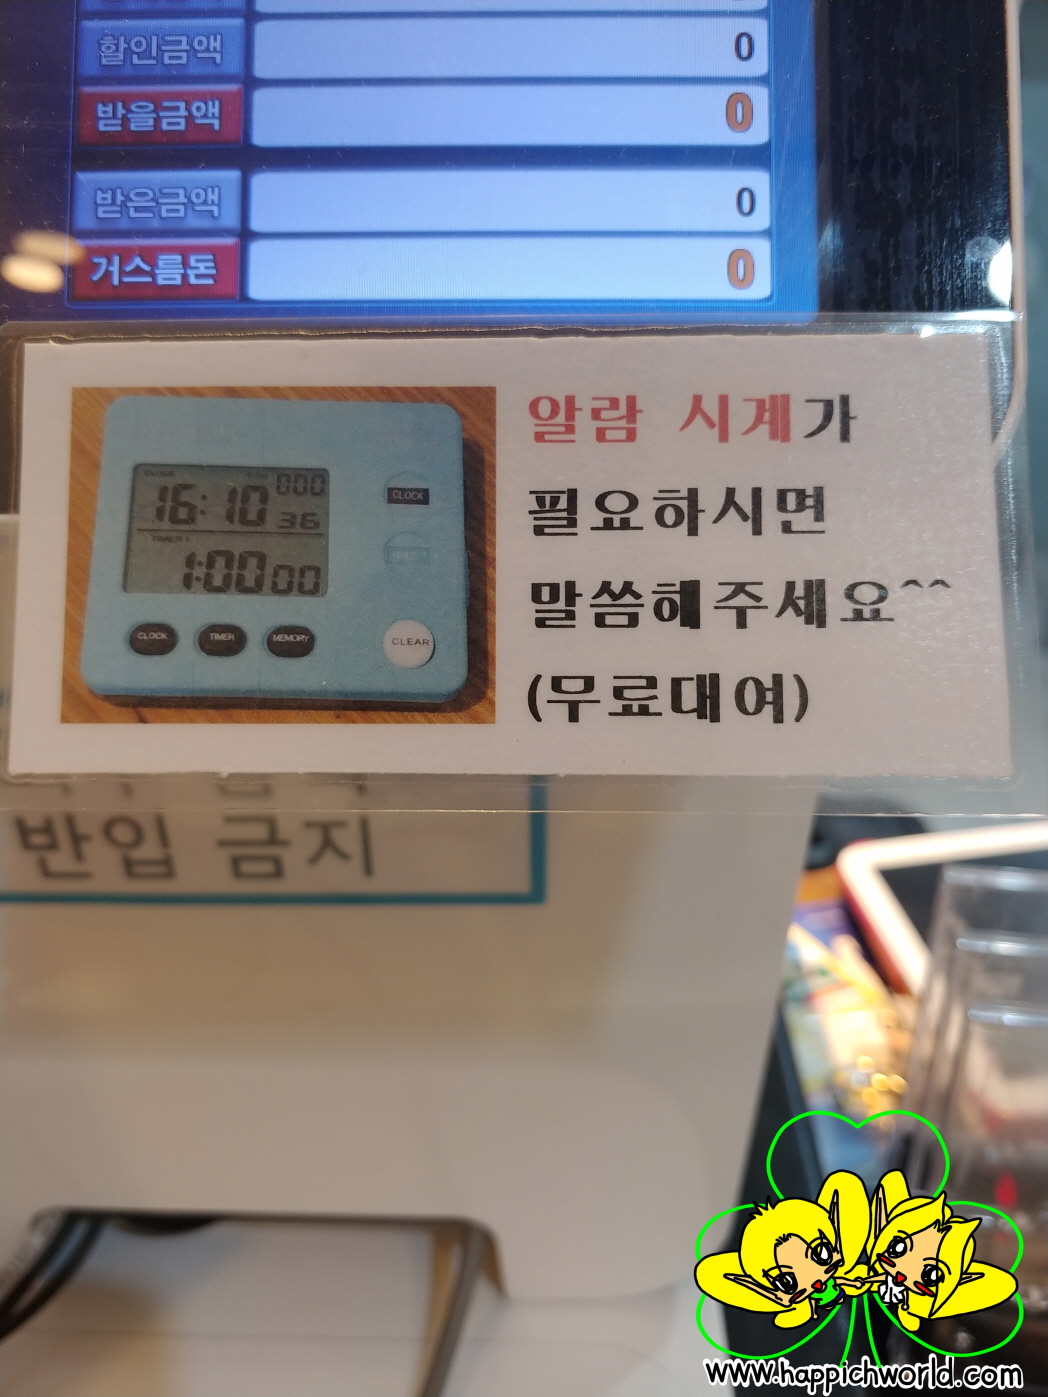 할인금액 0
받을금액 0
받은금액 0
거스름돈 0
알람 시계가
필요하시면
말씀해주세요^^
(무료대여)
CLOCK
16:10 36 000
TIMER 1
1:00 00
CLOCK
CLOCK TIMER MEMORY CLEAR
반입 금지
www.happichworld.com